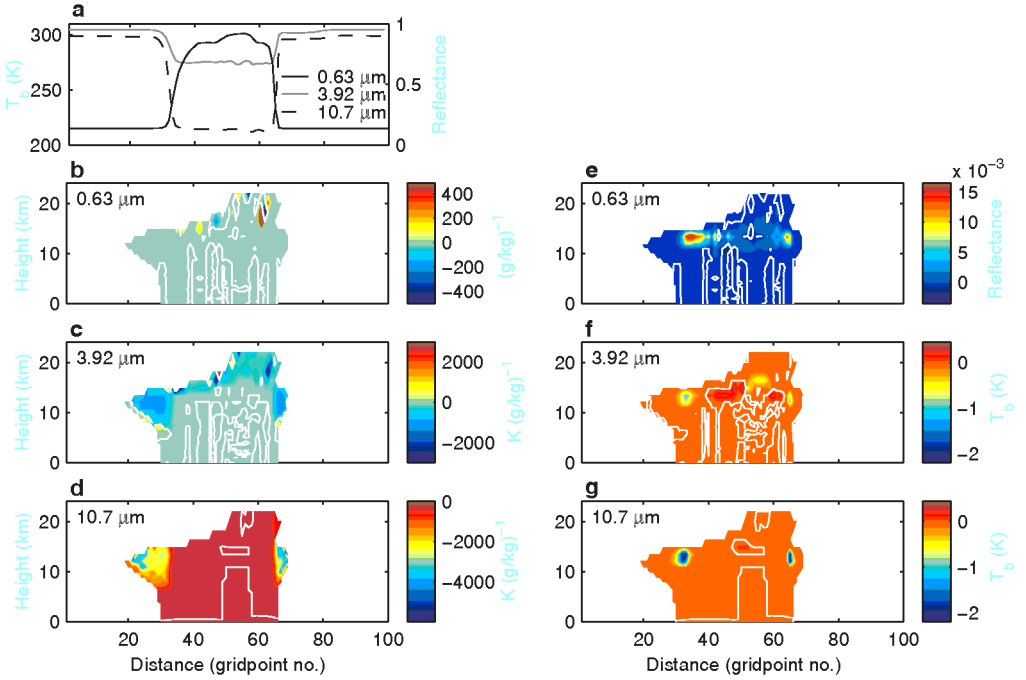 a
300
250
200
T_b (K)
1
0.5
0
Reflectance
0.63 μm
3.92 μm
10.7 μm
b
0.63 μm
Height (km)
20
10
0
400
200
0
−200
−400
(g/kg)⁻¹
e
0.63 μm
20
10
0
x 10⁻³
15
10
5
0
Reflectance
c
3.92 μm
Height (km)
20
10
0
2000
0
−2000
K (g/kg)⁻¹
f
3.92 μm
20
10
0
0
−1
−2
T_b (K)
d
10.7 μm
Height (km)
20
10
0
20 40 60 80 100
Distance (gridpoint no.)
0
−2000
−4000
K (g/kg)⁻¹
g
10.7 μm
20
10
0
20 40 60 80 100
Distance (gridpoint no.)
0
−1
−2
T_b (K)